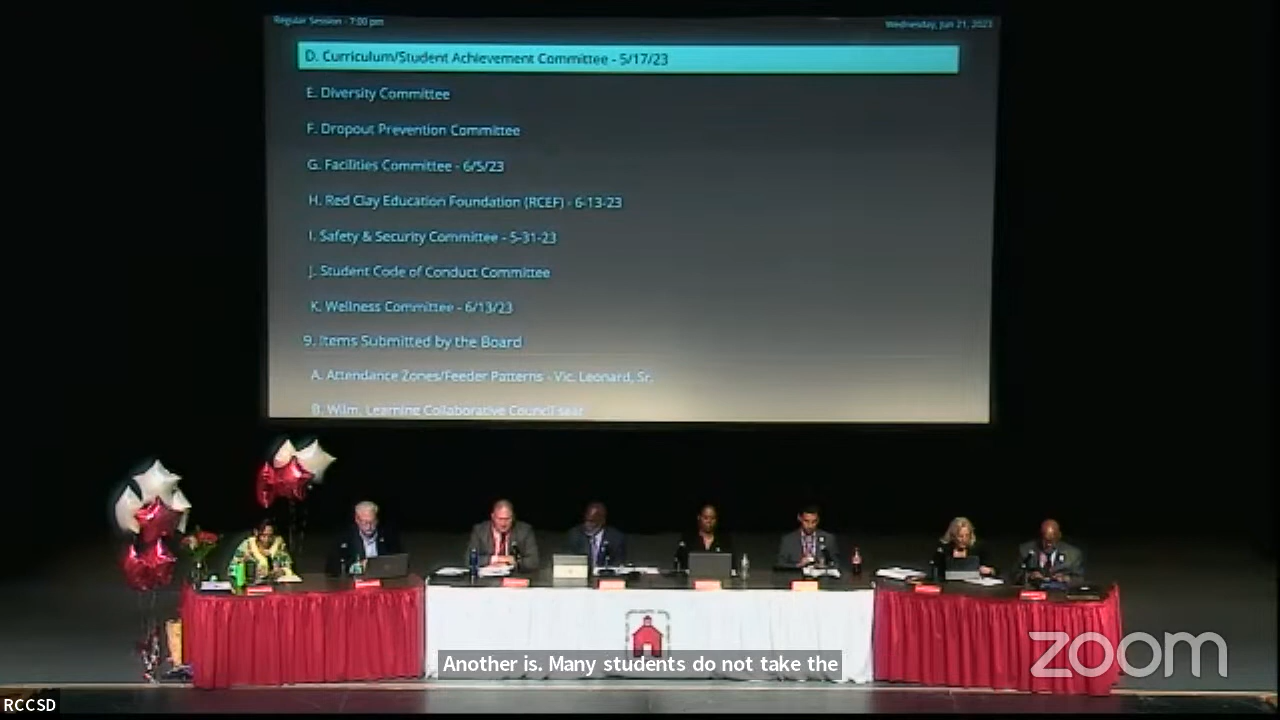 Regular Session - 7:00 pm
Wednesday, Jun 21, 2023
D. Curriculum/Student Achievement Committee - 5/17/23
E. Diversity Committee
F. Dropout Prevention Committee
G. Facilities Committee - 6/5/23
H. Red Clay Education Foundation (RCEF) - 6-13-23
I. Safety & Security Committee - 5-31-23
J. Student Code of Conduct Committee
K. Wellness Committee - 6/13/23
9. Items Submitted by the Board
A. Attendance Zones/Feeder Patterns - Vic. Leonard, Sr.
B. Wilm. Learning Collaborative Council seat
Another is. Many students do not take the
zoom
RCCSD